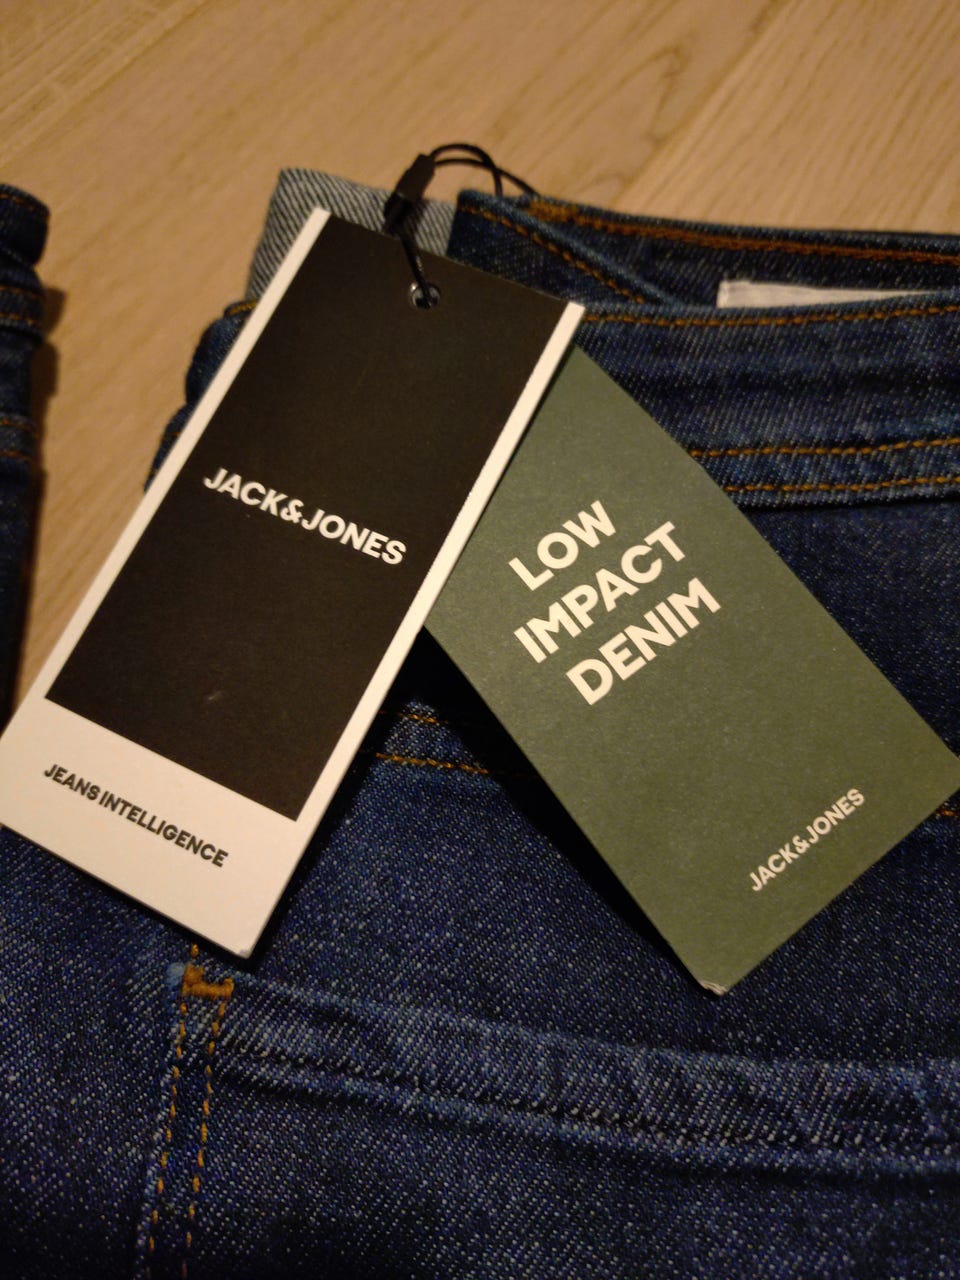 JACK&JONES
JEANS INTELLIGENCE
LOW
IMPACT
DENIM
JACK&JONES